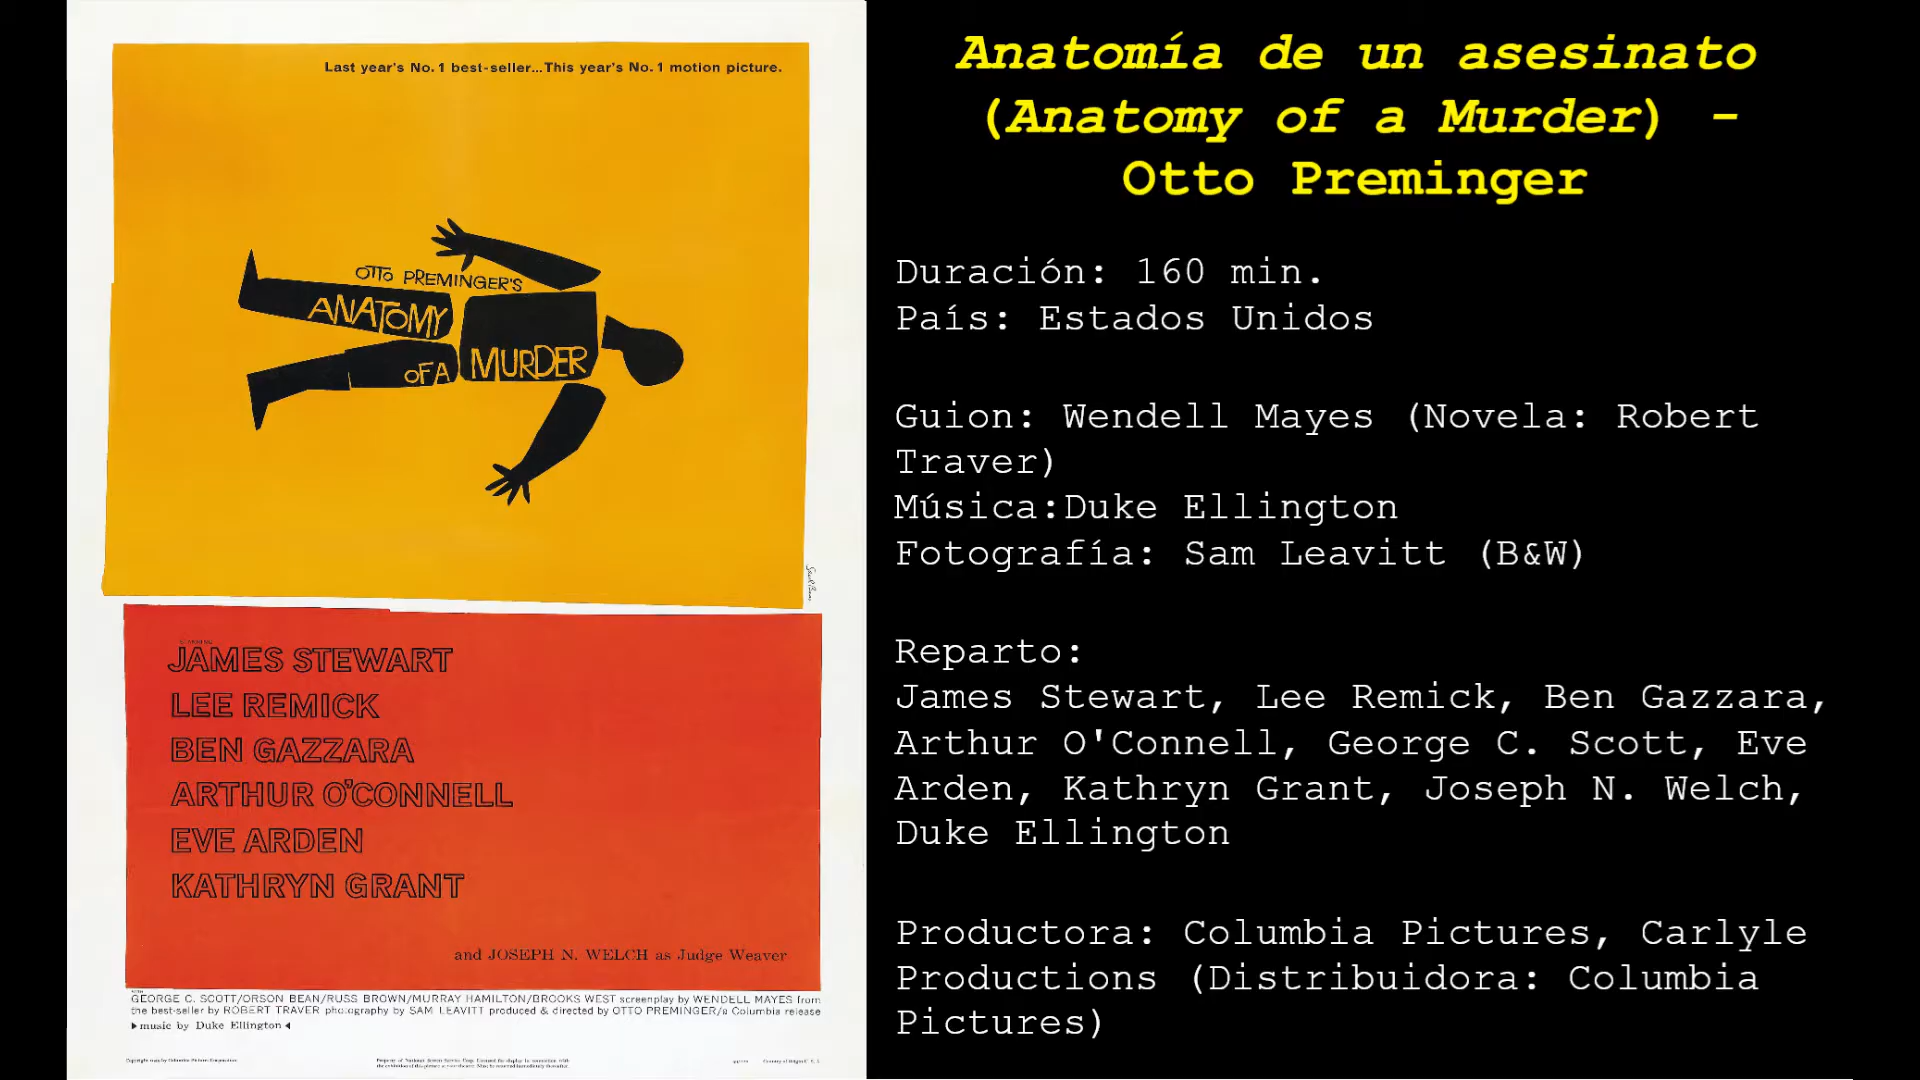 Last year's No. 1 best-seller...This year's No. 1 motion picture.
OTTO PREMINGER'S
ANATOMY
OF A
MURDER
Saul Bass
JAMES STEWART
LEE REMICK
BEN GAZZARA
ARTHUR O'CONNELL
EVE ARDEN
KATHRYN GRANT
and JOSEPH N. WELCH as Judge Weaver
GEORGE C. SCOTT/ORSON BEAN/RUSS BROWN/MURRAY HAMILTON/BROOKS WEST screenplay by WENDELL MAYES from
the best-seller by ROBERT TRAVER photography by SAM LEAVITT produced & directed by OTTO PREMINGER/a Columbia release
music by Duke Ellington
Anatomía de un asesinato
(Anatomy of a Murder) -
Otto Preminger
Duración: 160 min.
País: Estados Unidos
Guion: Wendell Mayes (Novela: Robert
Traver)
Música:Duke Ellington
Fotografía: Sam Leavitt (B&W)
Reparto:
James Stewart, Lee Remick, Ben Gazzara,
Arthur O'Connell, George C. Scott, Eve
Arden, Kathryn Grant, Joseph N. Welch,
Duke Ellington
Productora: Columbia Pictures, Carlyle
Productions (Distribuidora: Columbia
Pictures)